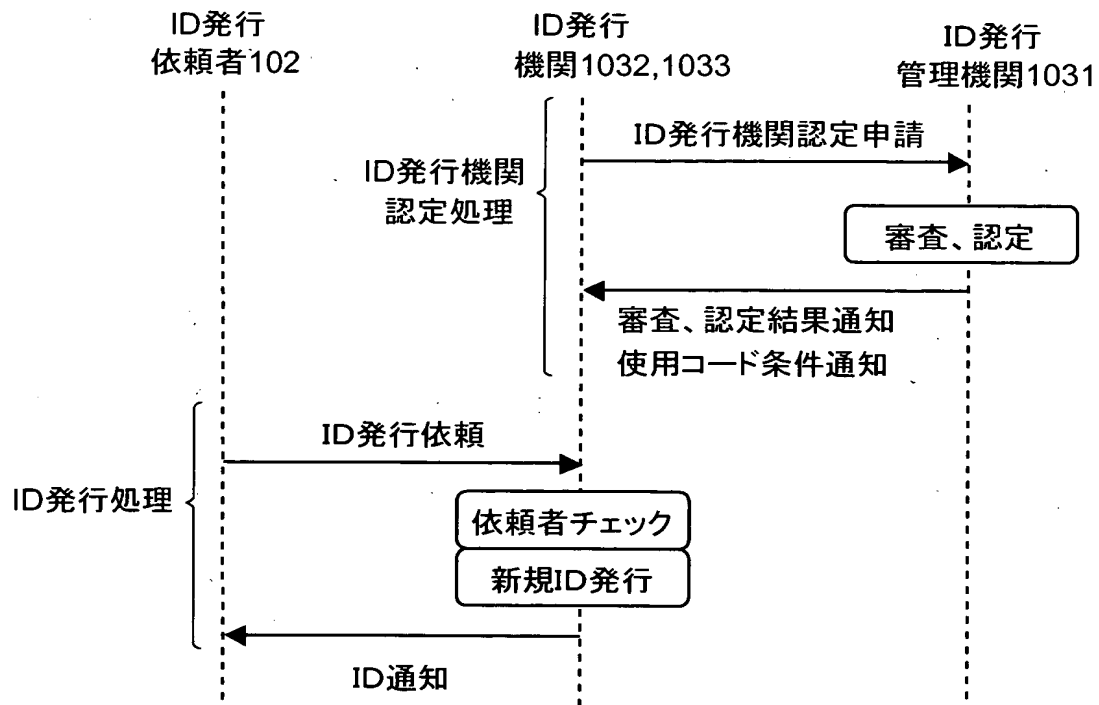 ID発行
依頼者102
ID発行
機関1032,1033
ID発行
管理機関1031
ID発行機関認定申請
ID発行機関
認定処理
審査、認定
審査、認定結果通知
使用コード条件通知
ID発行依頼
ID発行処理
依頼者チェック
新規ID発行
ID通知